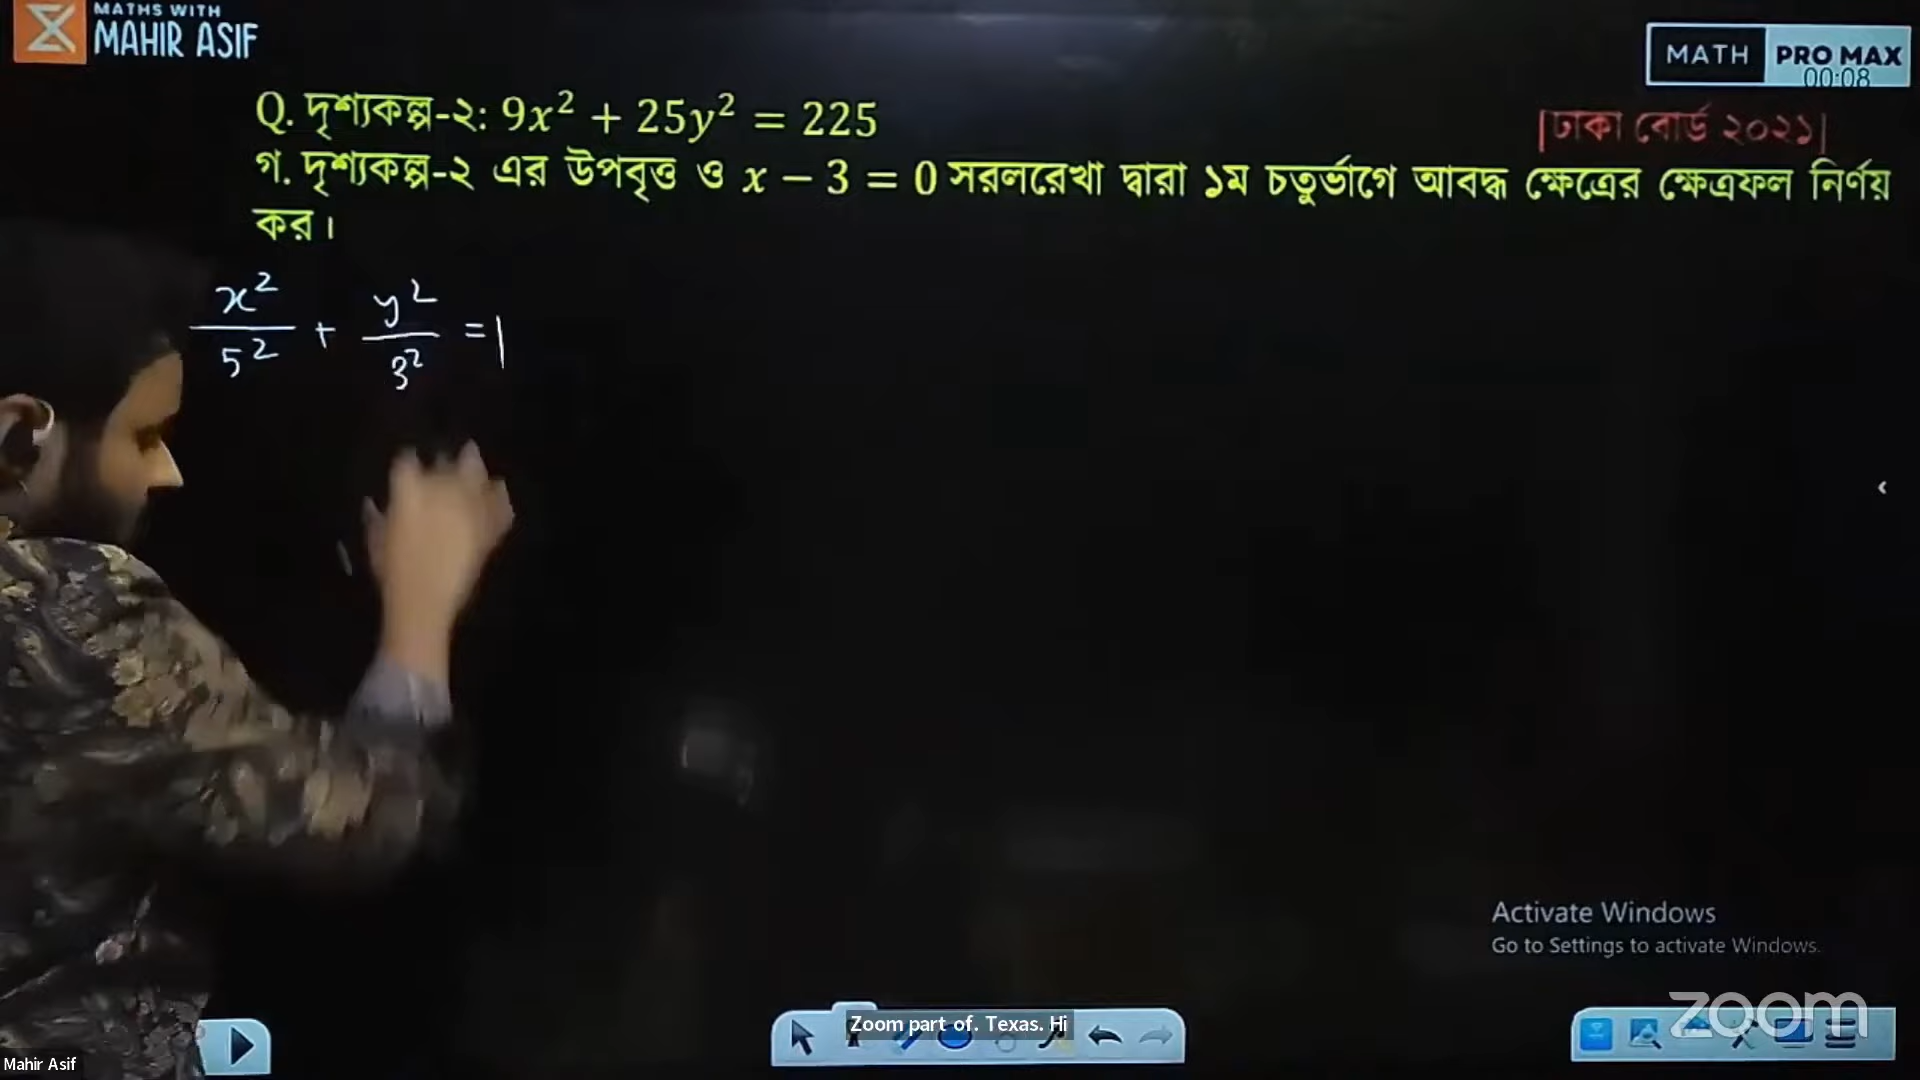 MATHS WITH
MAHIR ASIF
MATH PRO MAX
00:08
Q. দৃশ্যকল্প-২: 9x² + 25y² = 225
|ঢাকা বোর্ড ২০২১|
গ. দৃশ্যকল্প-২ এর উপবৃত্ত ও x − 3 = 0 সরলরেখা দ্বারা ১ম চতুর্ভাগে আবদ্ধ ক্ষেত্রের ক্ষেত্রফল নির্ণয়
কর।
x²/5² + y²/3² = 1
Activate Windows
Go to Settings to activate Windows.
zoom
Zoom part of. Texas. Hi
Mahir Asif